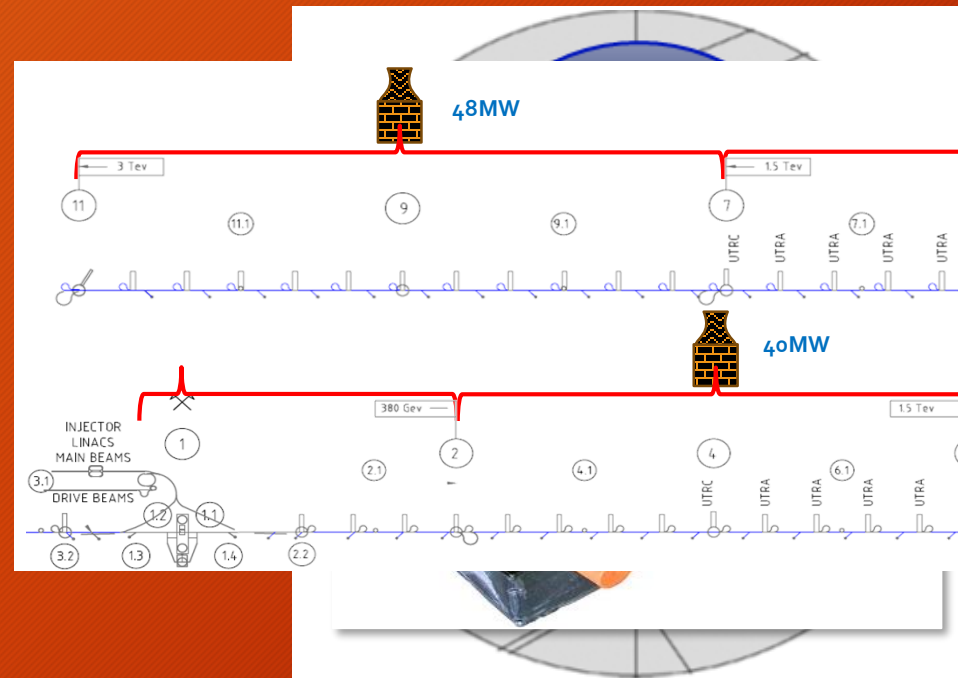 48MW
3 Tev
1.5 Tev
11
9
7
11.1
9.1
7.1
UTRC
UTRA
UTRA
UTRA
UTRA
40MW
380 Gev
1.5 Tev
INJECTOR
LINACS
MAIN BEAMS
1
2
4
3.1
2.1
4.1
6.1
DRIVE BEAMS
UTRC
UTRA
UTRA
UTRA
UTRA
1.2
1.1
3.2
1.3
1.4
2.2